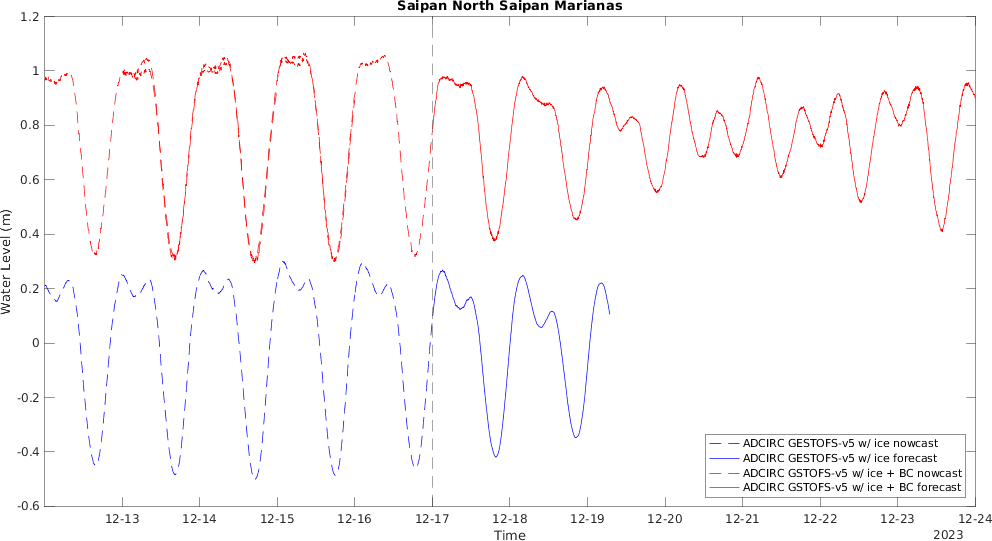 Saipan North Saipan Marianas
1.2
1
0.8
0.6
0.4
0.2
0
-0.2
-0.4
-0.6
Water Level (m)
12-13 12-14 12-15 12-16 12-17 12-18 12-19 12-20 12-21 12-22 12-23 12-24
Time
2023
ADCIRC GESTOFS-v5 w/ ice nowcast
ADCIRC GESTOFS-v5 w/ ice forecast
ADCIRC GSTOFS-v5 w/ ice + BC nowcast
ADCIRC GSTOFS-v5 w/ ice + BC forecast